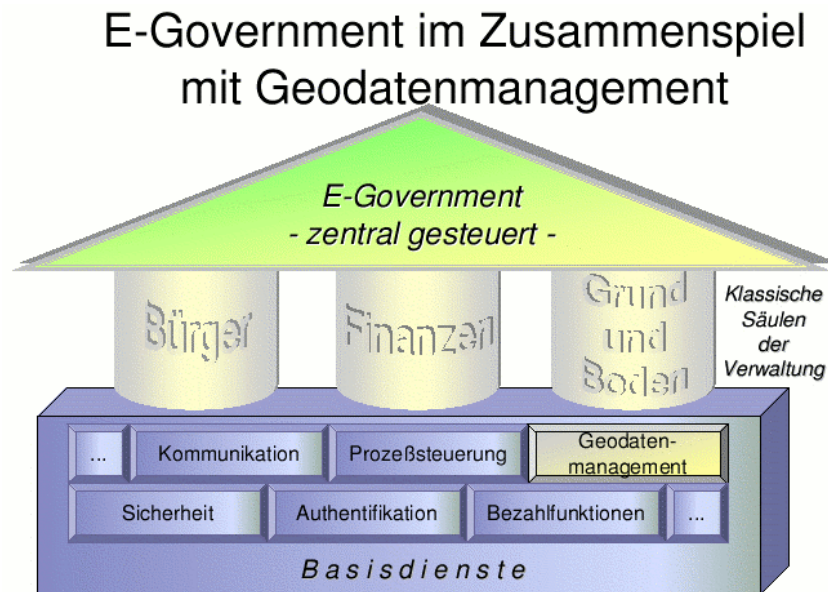 E-Government im Zusammenspiel
mit Geodatenmanagement
E-Government
- zentral gesteuert -
Bürger
Finanzen
Grund
und
Boden
Klassische
Säulen
der
Verwaltung
...
Kommunikation
Prozeßsteuerung
Geodaten-
management
Sicherheit
Authentifikation
Bezahlfunktionen
...
Basisdienste